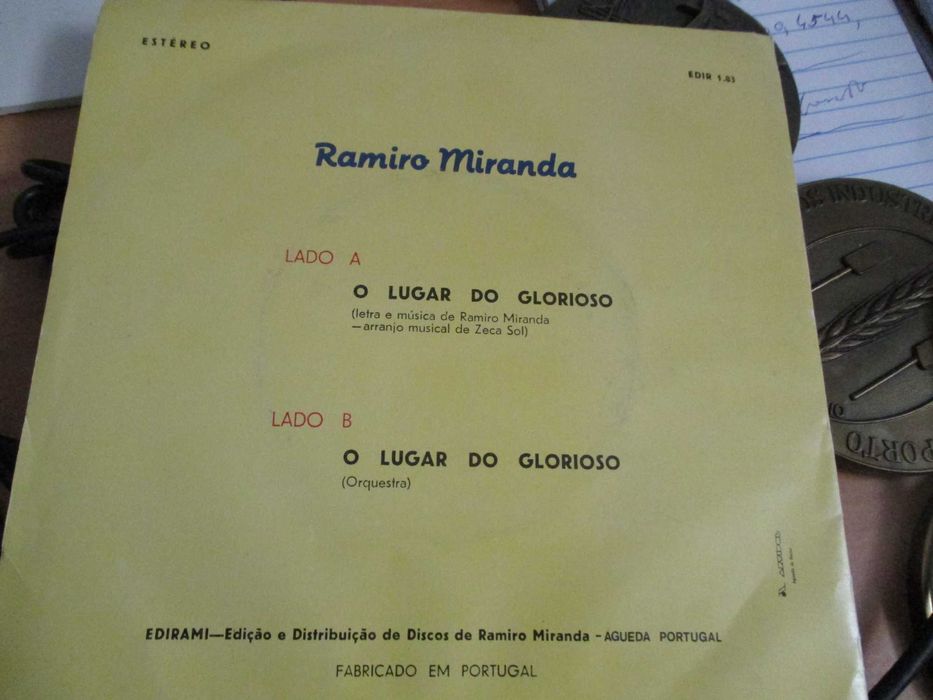 ESTÉREO
EDIR 1.03
Ramiro Miranda
LADO A
O LUGAR DO GLORIOSO
(letra e música de Ramiro Miranda
—arranjo musical de Zeca Sol)
LADO B
O LUGAR DO GLORIOSO
(Orquestra)
EDIRAMI—Edição e Distribuição de Discos de Ramiro Miranda - AGUEDA PORTUGAL
FABRICADO EM PORTUGAL
PORTO